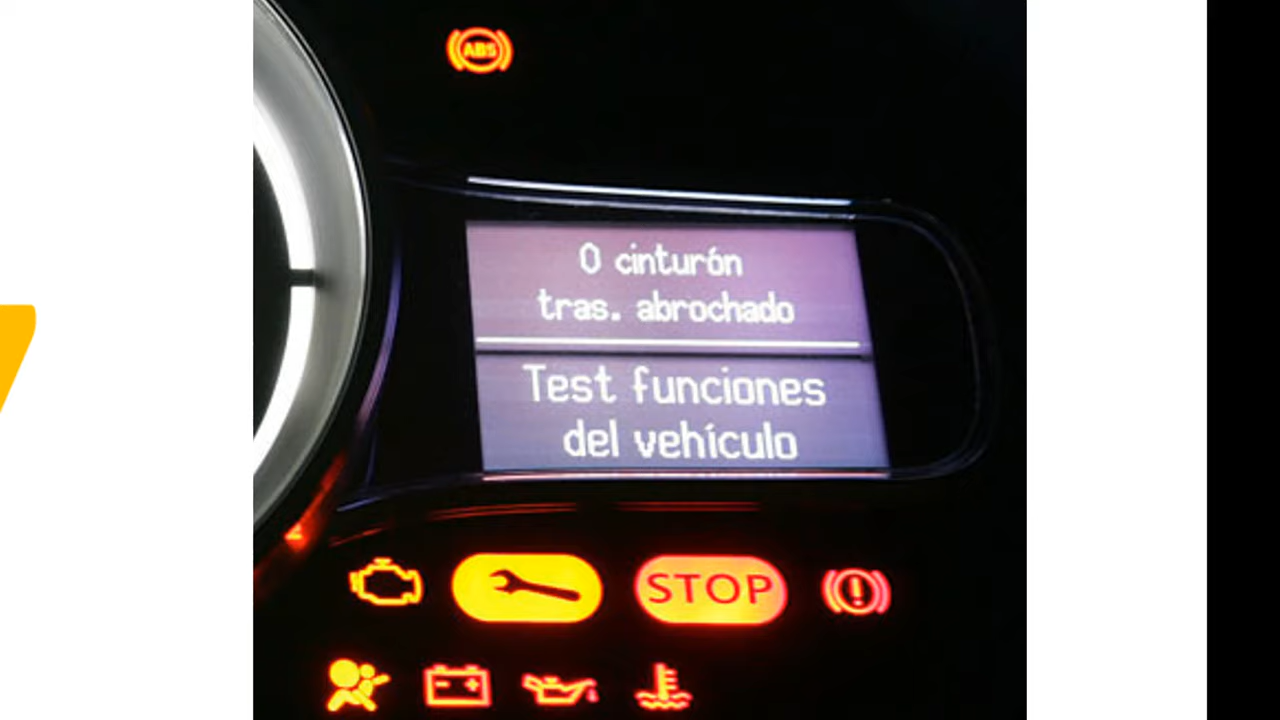 ABS
0 cinturón
tras. abrochado
Test funciones
del vehículo
STOP